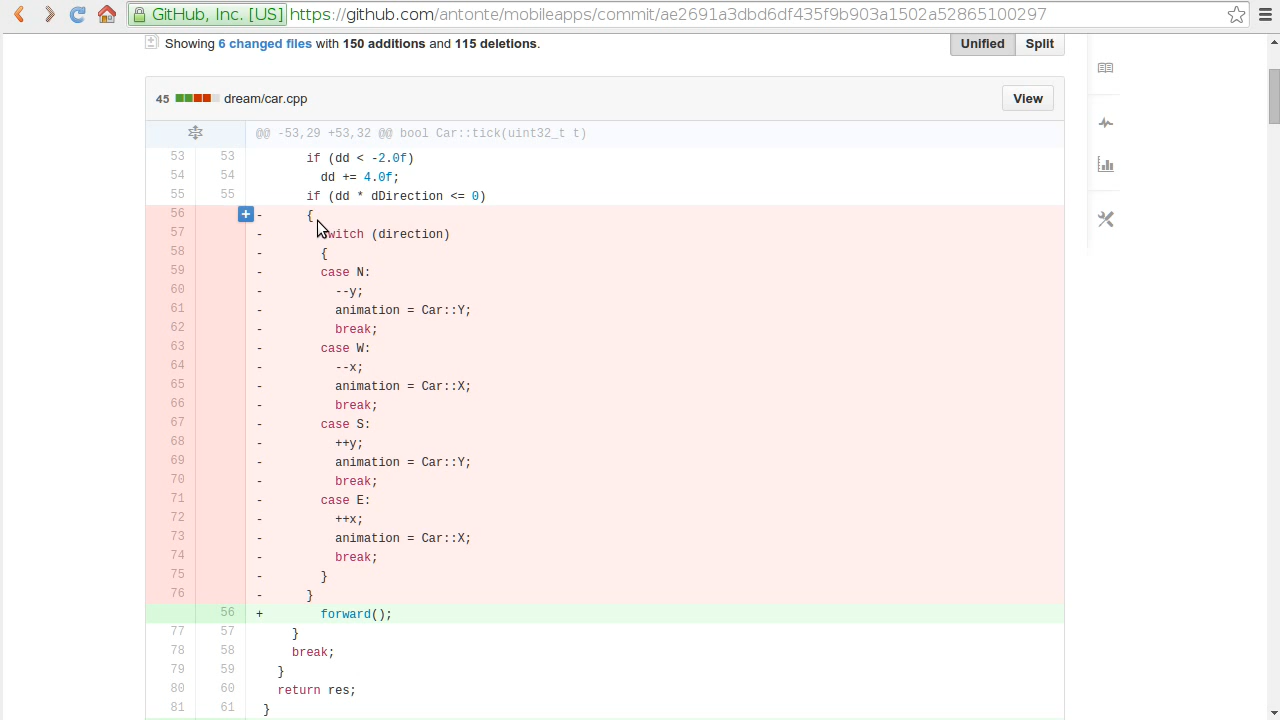 GitHub, Inc. [US] https://github.com/antonte/mobileapps/commit/ae2691a3dbd6df435f9b903a1502a52865100297
Showing 6 changed files with 150 additions and 115 deletions. Unified Split
45 dream/car.cpp View
@@ -53,29 +53,32 @@ bool Car::tick(uint32_t t)
53 53 if (dd < -2.0f)
54 54 dd += 4.0f;
55 55 if (dd * dDirection <= 0)
56 + - {
57 - switch (direction)
58 - {
59 - case N:
60 - --y;
61 - animation = Car::Y;
62 - break;
63 - case W:
64 - --x;
65 - animation = Car::X;
66 - break;
67 - case S:
68 - ++y;
69 - animation = Car::Y;
70 - break;
71 - case E:
72 - ++x;
73 - animation = Car::X;
74 - break;
75 - }
76 - }
56 + forward();
77 57 }
78 58 break;
79 59 }
80 60 return res;
81 61 }